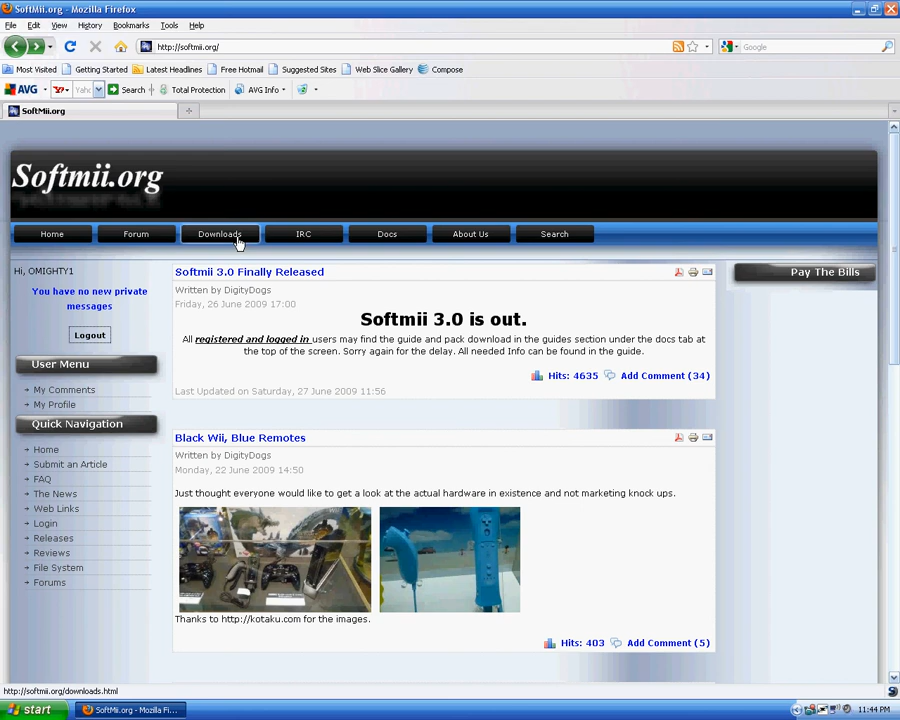 SoftMii.org - Mozilla Firefox
File Edit View History Bookmarks Tools Help
http://softmii.org/
Google
Most Visited Getting Started Latest Headlines Free Hotmail Suggested Sites Web Slice Gallery Compose
AVG Y! Yahc Search Total Protection AVG Info
SoftMii.org
Softmii.org
Home Forum Downloads IRC Docs About Us Search
Hi, OMIGHTY1
You have no new private
messages
Logout
User Menu
My Comments
My Profile
Quick Navigation
Home
Submit an Article
FAQ
The News
Web Links
Login
Releases
Reviews
File System
Forums
Softmii 3.0 Finally Released
Written by DigityDogs
Friday, 26 June 2009 17:00
Softmii 3.0 is out.
All registered and logged in users may find the guide and pack download in the guides section under the docs tab
at the top of the screen. Sorry again for the delay. All needed Info can be found in the guide.
Hits: 4635 Add Comment (34)
Last Updated on Saturday, 27 June 2009 11:56
Black Wii, Blue Remotes
Written by DigityDogs
Monday, 22 June 2009 14:50
Just thought everyone would like to get a look at the actual hardware in existence and not marketing knock ups.
Thanks to http://kotaku.com for the images.
Hits: 403 Add Comment (5)
Pay The Bills
http://softmii.org/downloads.html
start SoftMii.org - Mozilla Fi... 11:44 PM